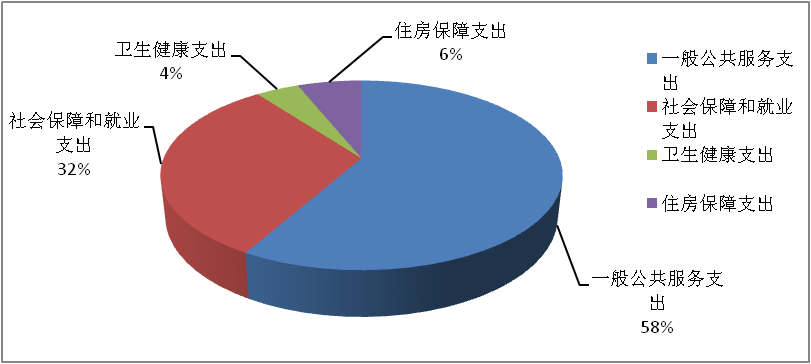 住房保障支出
6%
卫生健康支出
4%
社会保障和就业
支出
32%
一般公共服务支
出
58%
一般公共服务支
出
社会保障和就业
支出
卫生健康支出
住房保障支出